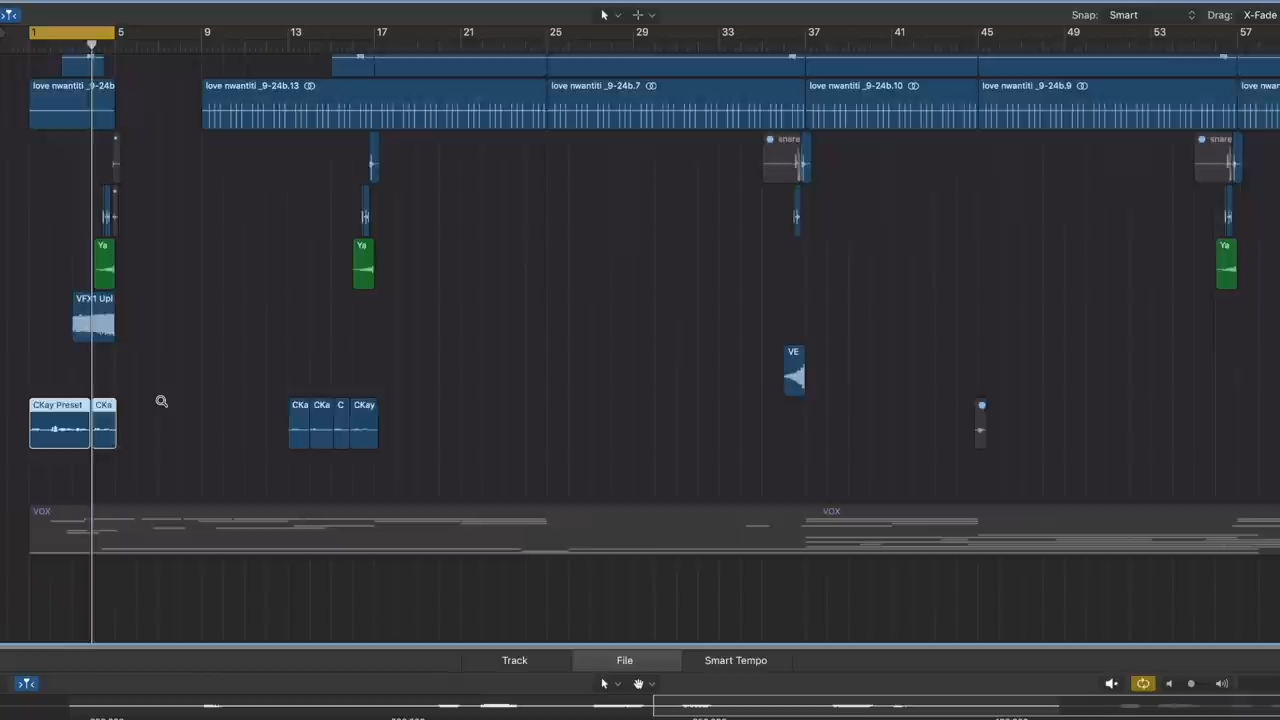 Snap: Smart Drag: X-Fade
1 5 9 13 17 21 25 29 33 37 41 45 49 53 57
love nwantiti _9-24b love nwantiti _9-24b.13 love nwantiti _9-24b.7 love nwantiti _9-24b.10 love nwantiti _9-24b.9 love nwan
snare snare
Ya Ya Ya
VFX1 Upl
VE
CKay Preset CKa CKa CKa C CKay
VOX VOX
Track File Smart Tempo